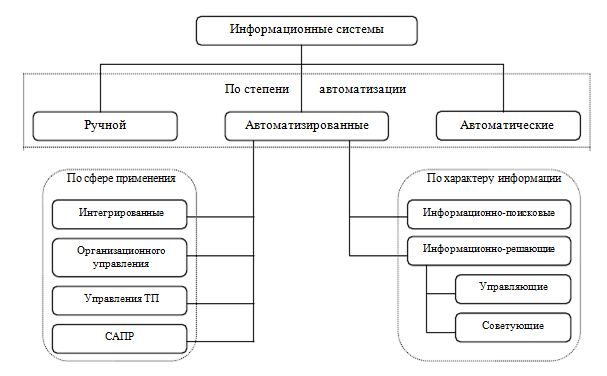 Информационные системы
По степени автоматизации
Ручной
Автоматизированные
Автоматические
По сфере применения
Интегрированные
Организационного
управления
Управления ТП
САПР
По характеру информации
Информационно-поисковые
Информационно-решающие
Управляющие
Советующие